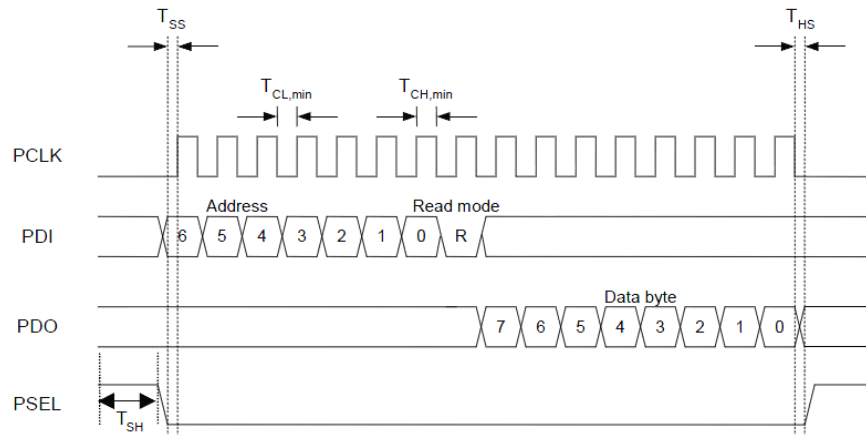 TSS THS
TCL,min TCH,min
PCLK
Address Read mode
PDI 6 5 4 3 2 1 0 R
Data byte
PDO 7 6 5 4 3 2 1 0
PSEL
TSH